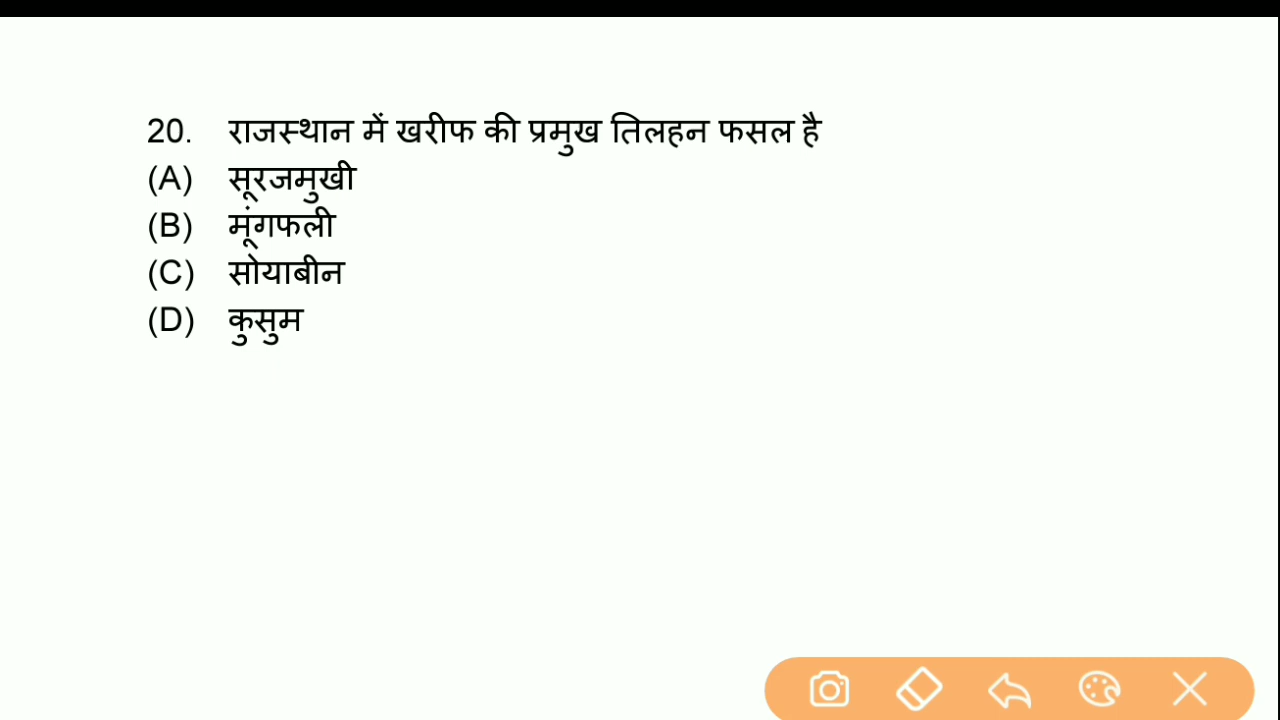 20. राजस्थान में खरीफ की प्रमुख तिलहन फसल है
(A) सूरजमुखी
(B) मूंगफली
(C) सोयाबीन
(D) कुसुम